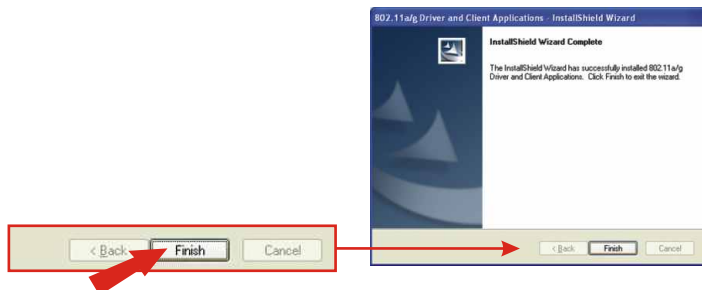 802.11a/g Driver and Client Applications - InstallShield Wizard
InstallShield Wizard Complete
The InstallShield Wizard has successfully installed 802.11a/g
Driver and Client Applications. Click Finish to exit the wizard.
< Back Finish Cancel
< Back Finish Cancel